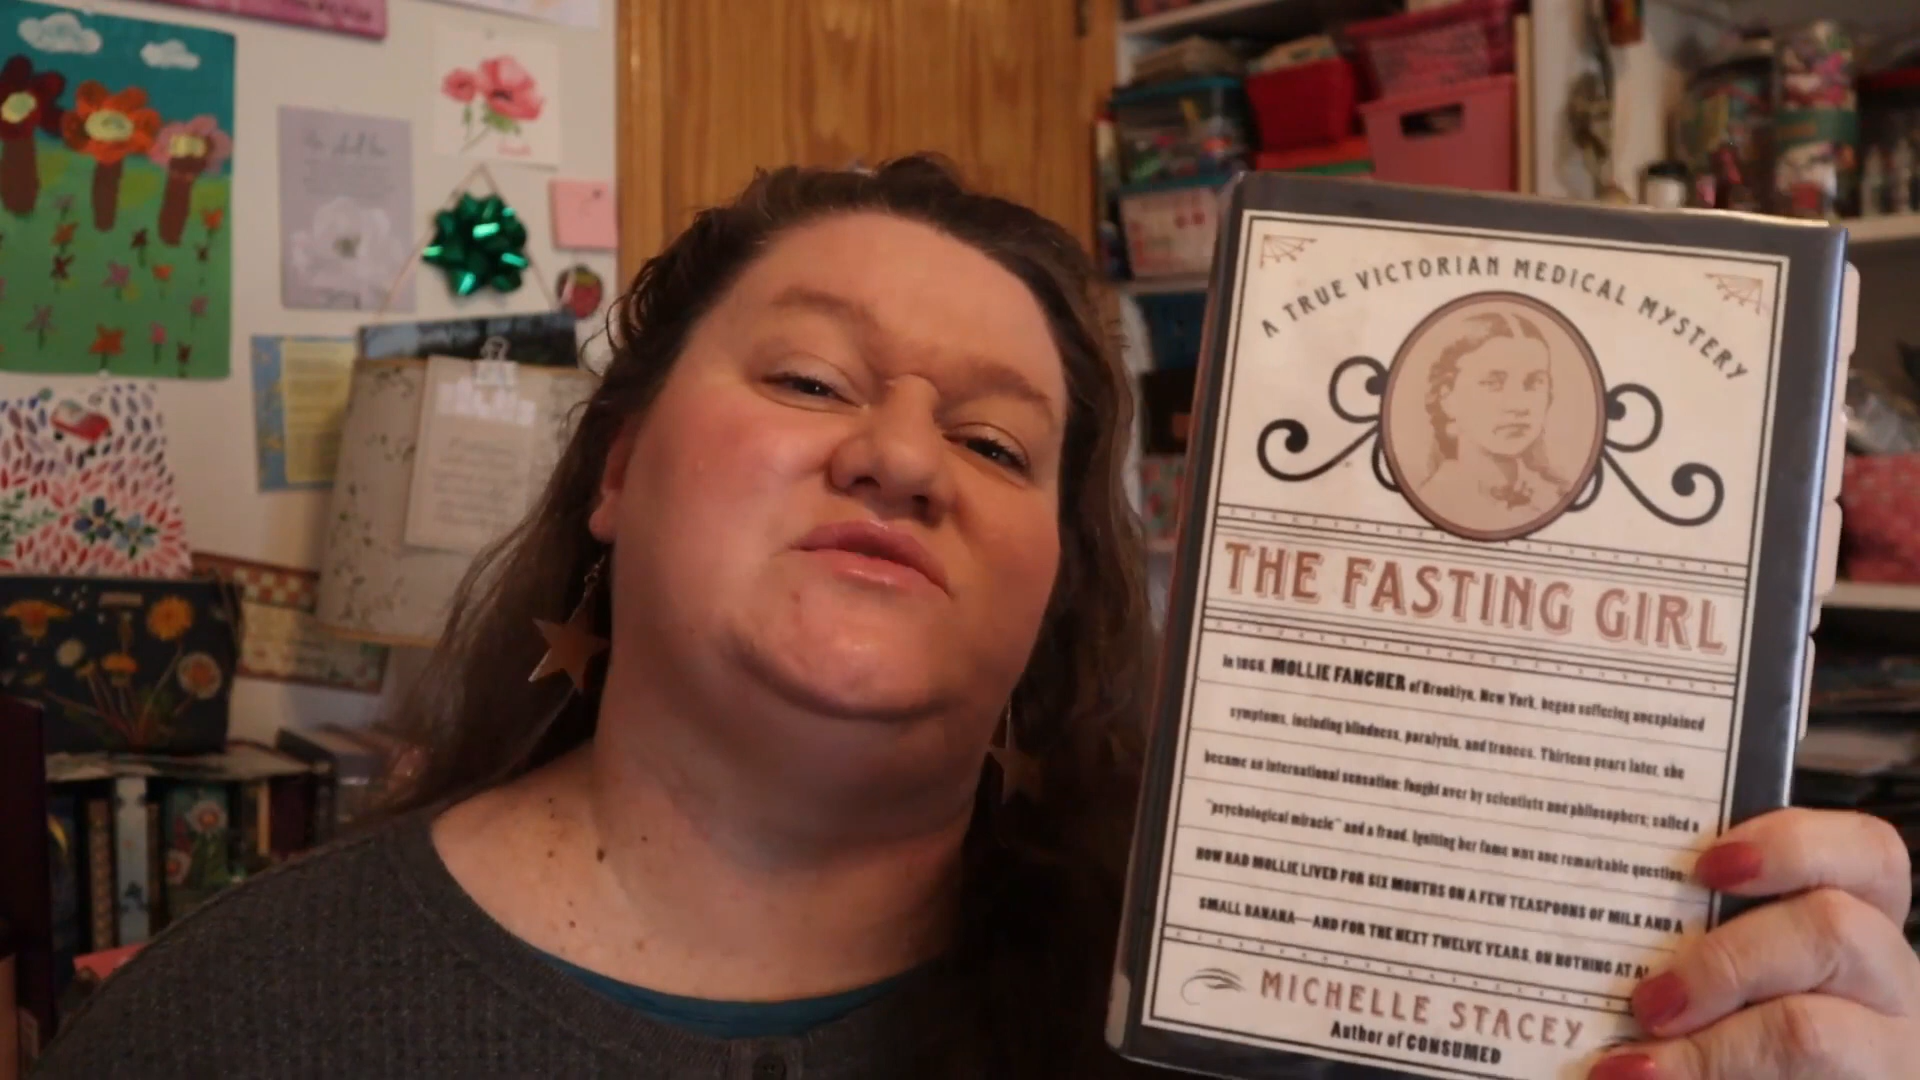 A TRUE VICTORIAN MEDICAL MYSTERY
THE FASTING GIRL
In 1866, MOLLIE FANCHER of Brooklyn, New York, began suffering unexplained
symptoms, including blindness, paralysis, and trances. Thirteen years later, she
became an international sensation: fought over by scientists and philosophers; called a
"psychological miracle" and a fraud. Igniting her fame was one remarkable question:
HOW HAD MOLLIE LIVED FOR SIX MONTHS ON A FEW TEASPOONS OF MILK AND A
SMALL BANANA—AND FOR THE NEXT TWELVE YEARS, ON NOTHING AT
MICHELLE STACEY
Author of CONSUMED